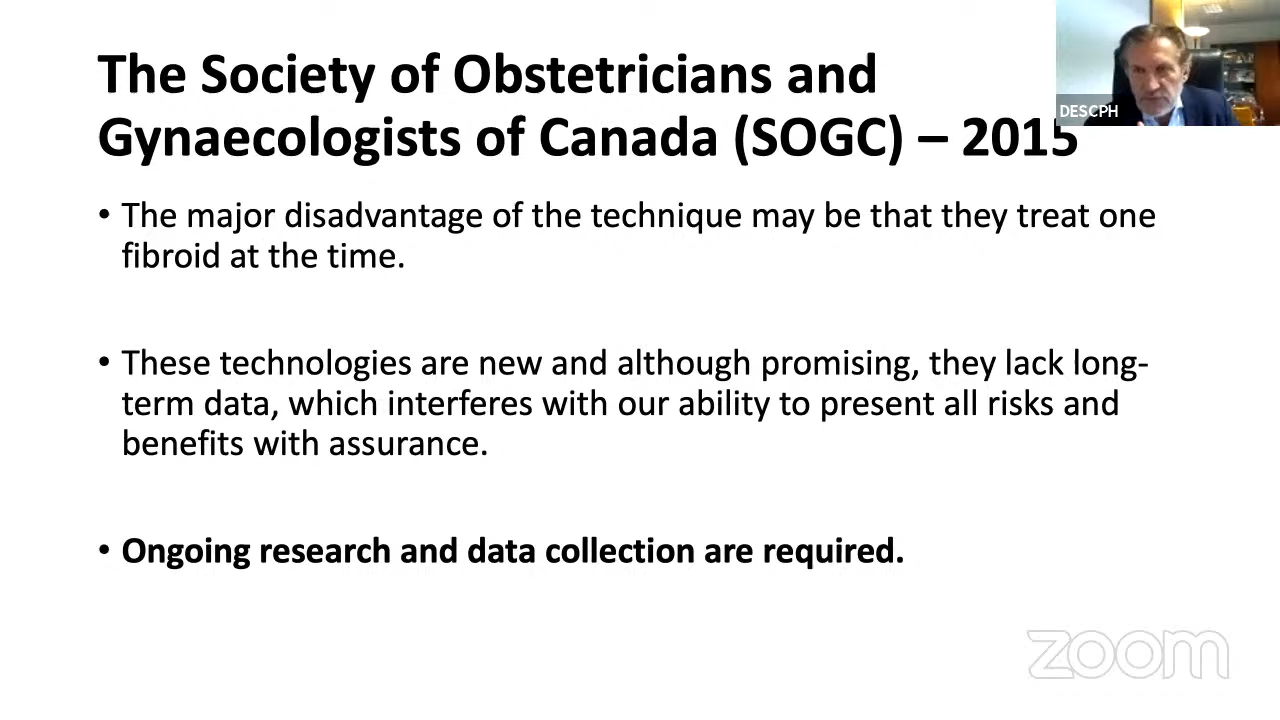 The Society of Obstetricians and
Gynaecologists of Canada (SOGC) – 2015
DESCPH
• The major disadvantage of the technique may be that they treat one
fibroid at the time.
• These technologies are new and although promising, they lack long-
term data, which interferes with our ability to present all risks and
benefits with assurance.
• Ongoing research and data collection are required.
zoom